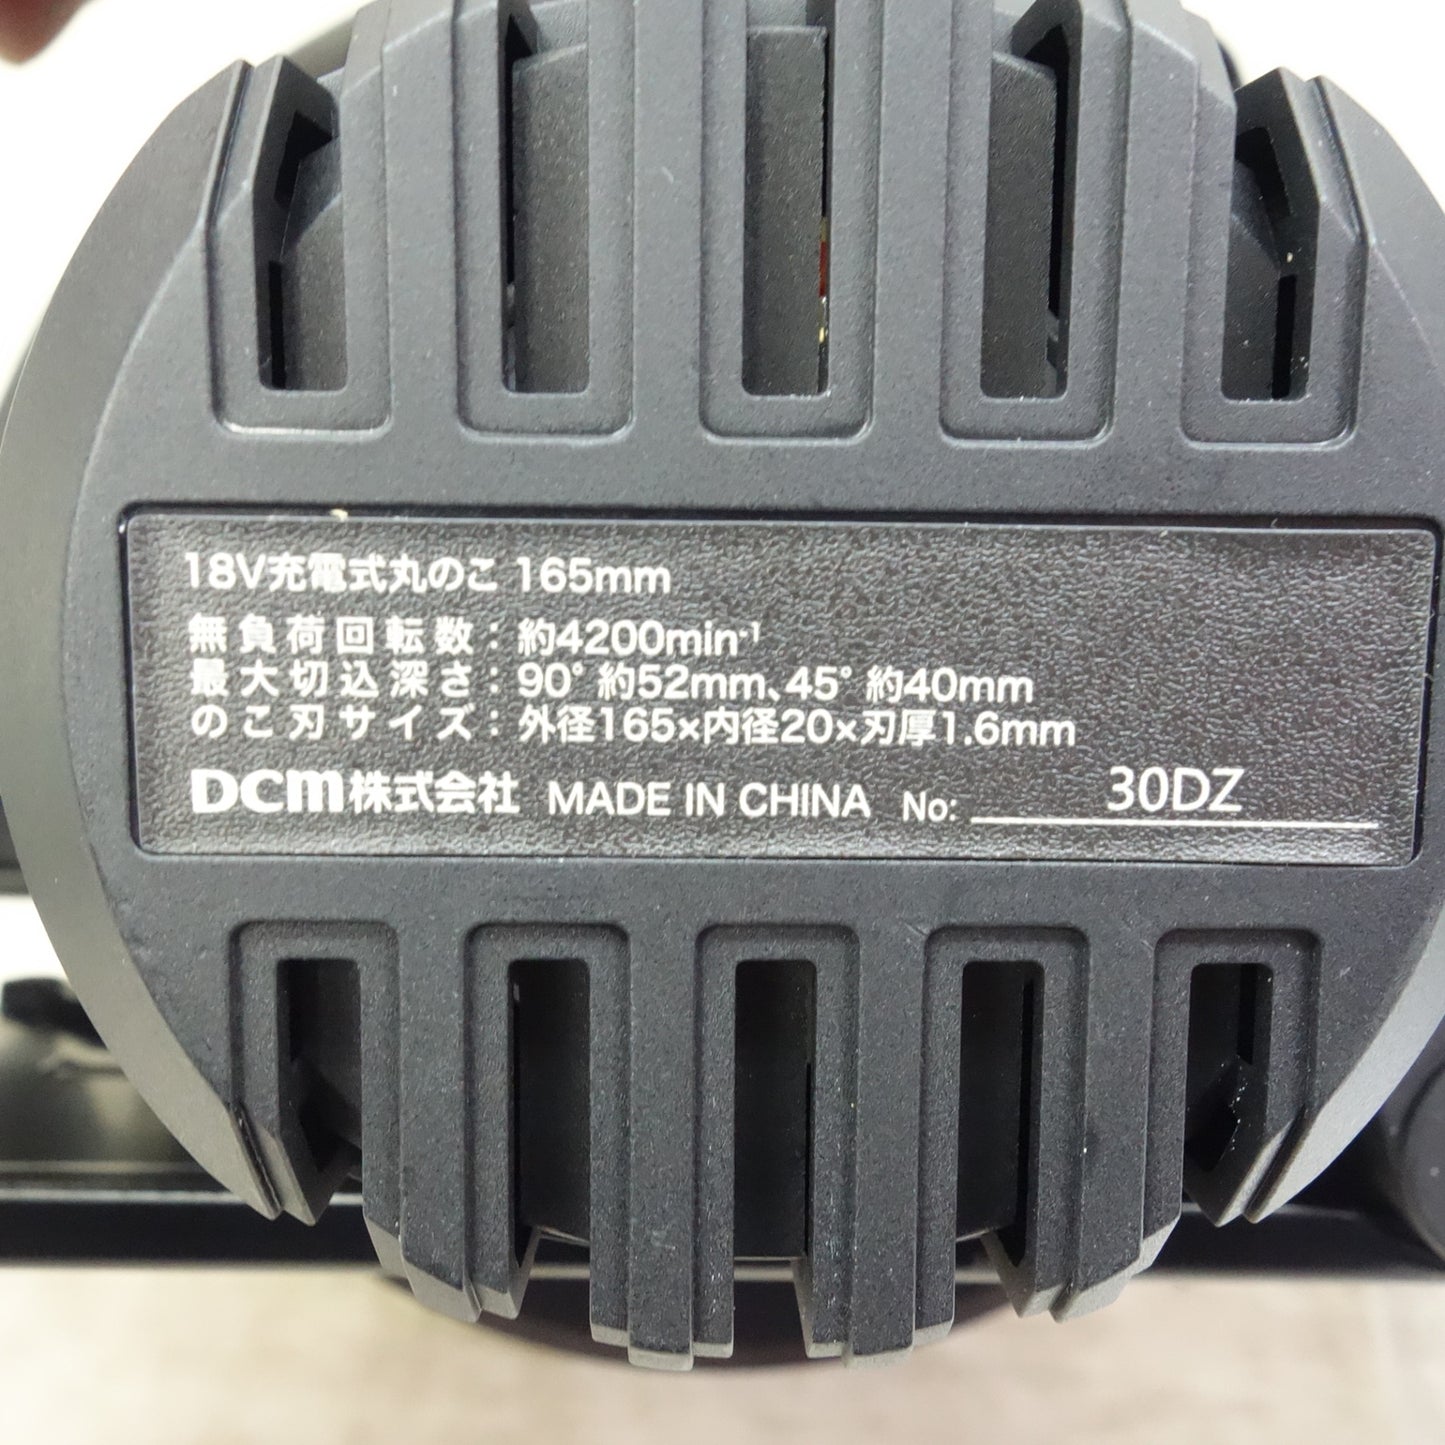 18V充電式丸のこ 165mm
無負荷回転数：約4200min⁻¹
最大切込深さ：90° 約52mm、45° 約40mm
のこ刃サイズ：外径165×内径20×刃厚1.6mm
DCM株式会社 MADE IN CHINA No: 30DZ